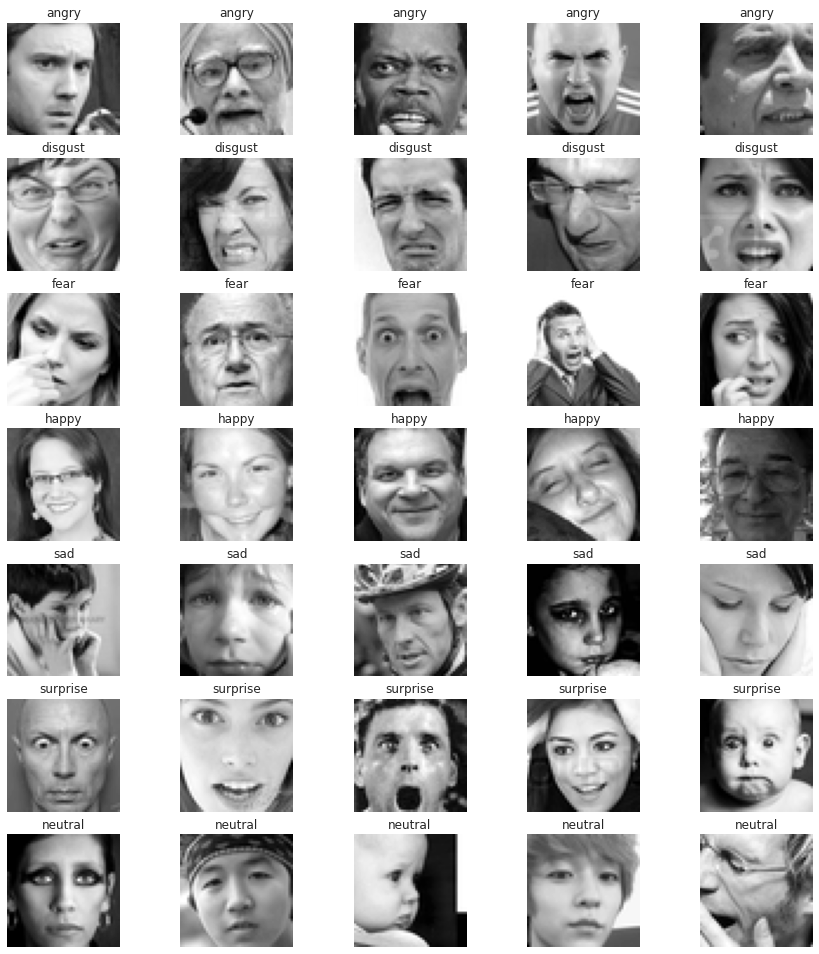 angry angry angry angry angry
disgust disgust disgust disgust disgust
fear fear fear fear fear
happy happy happy happy happy
sad sad sad sad sad
surprise surprise surprise surprise surprise
neutral neutral neutral neutral neutral